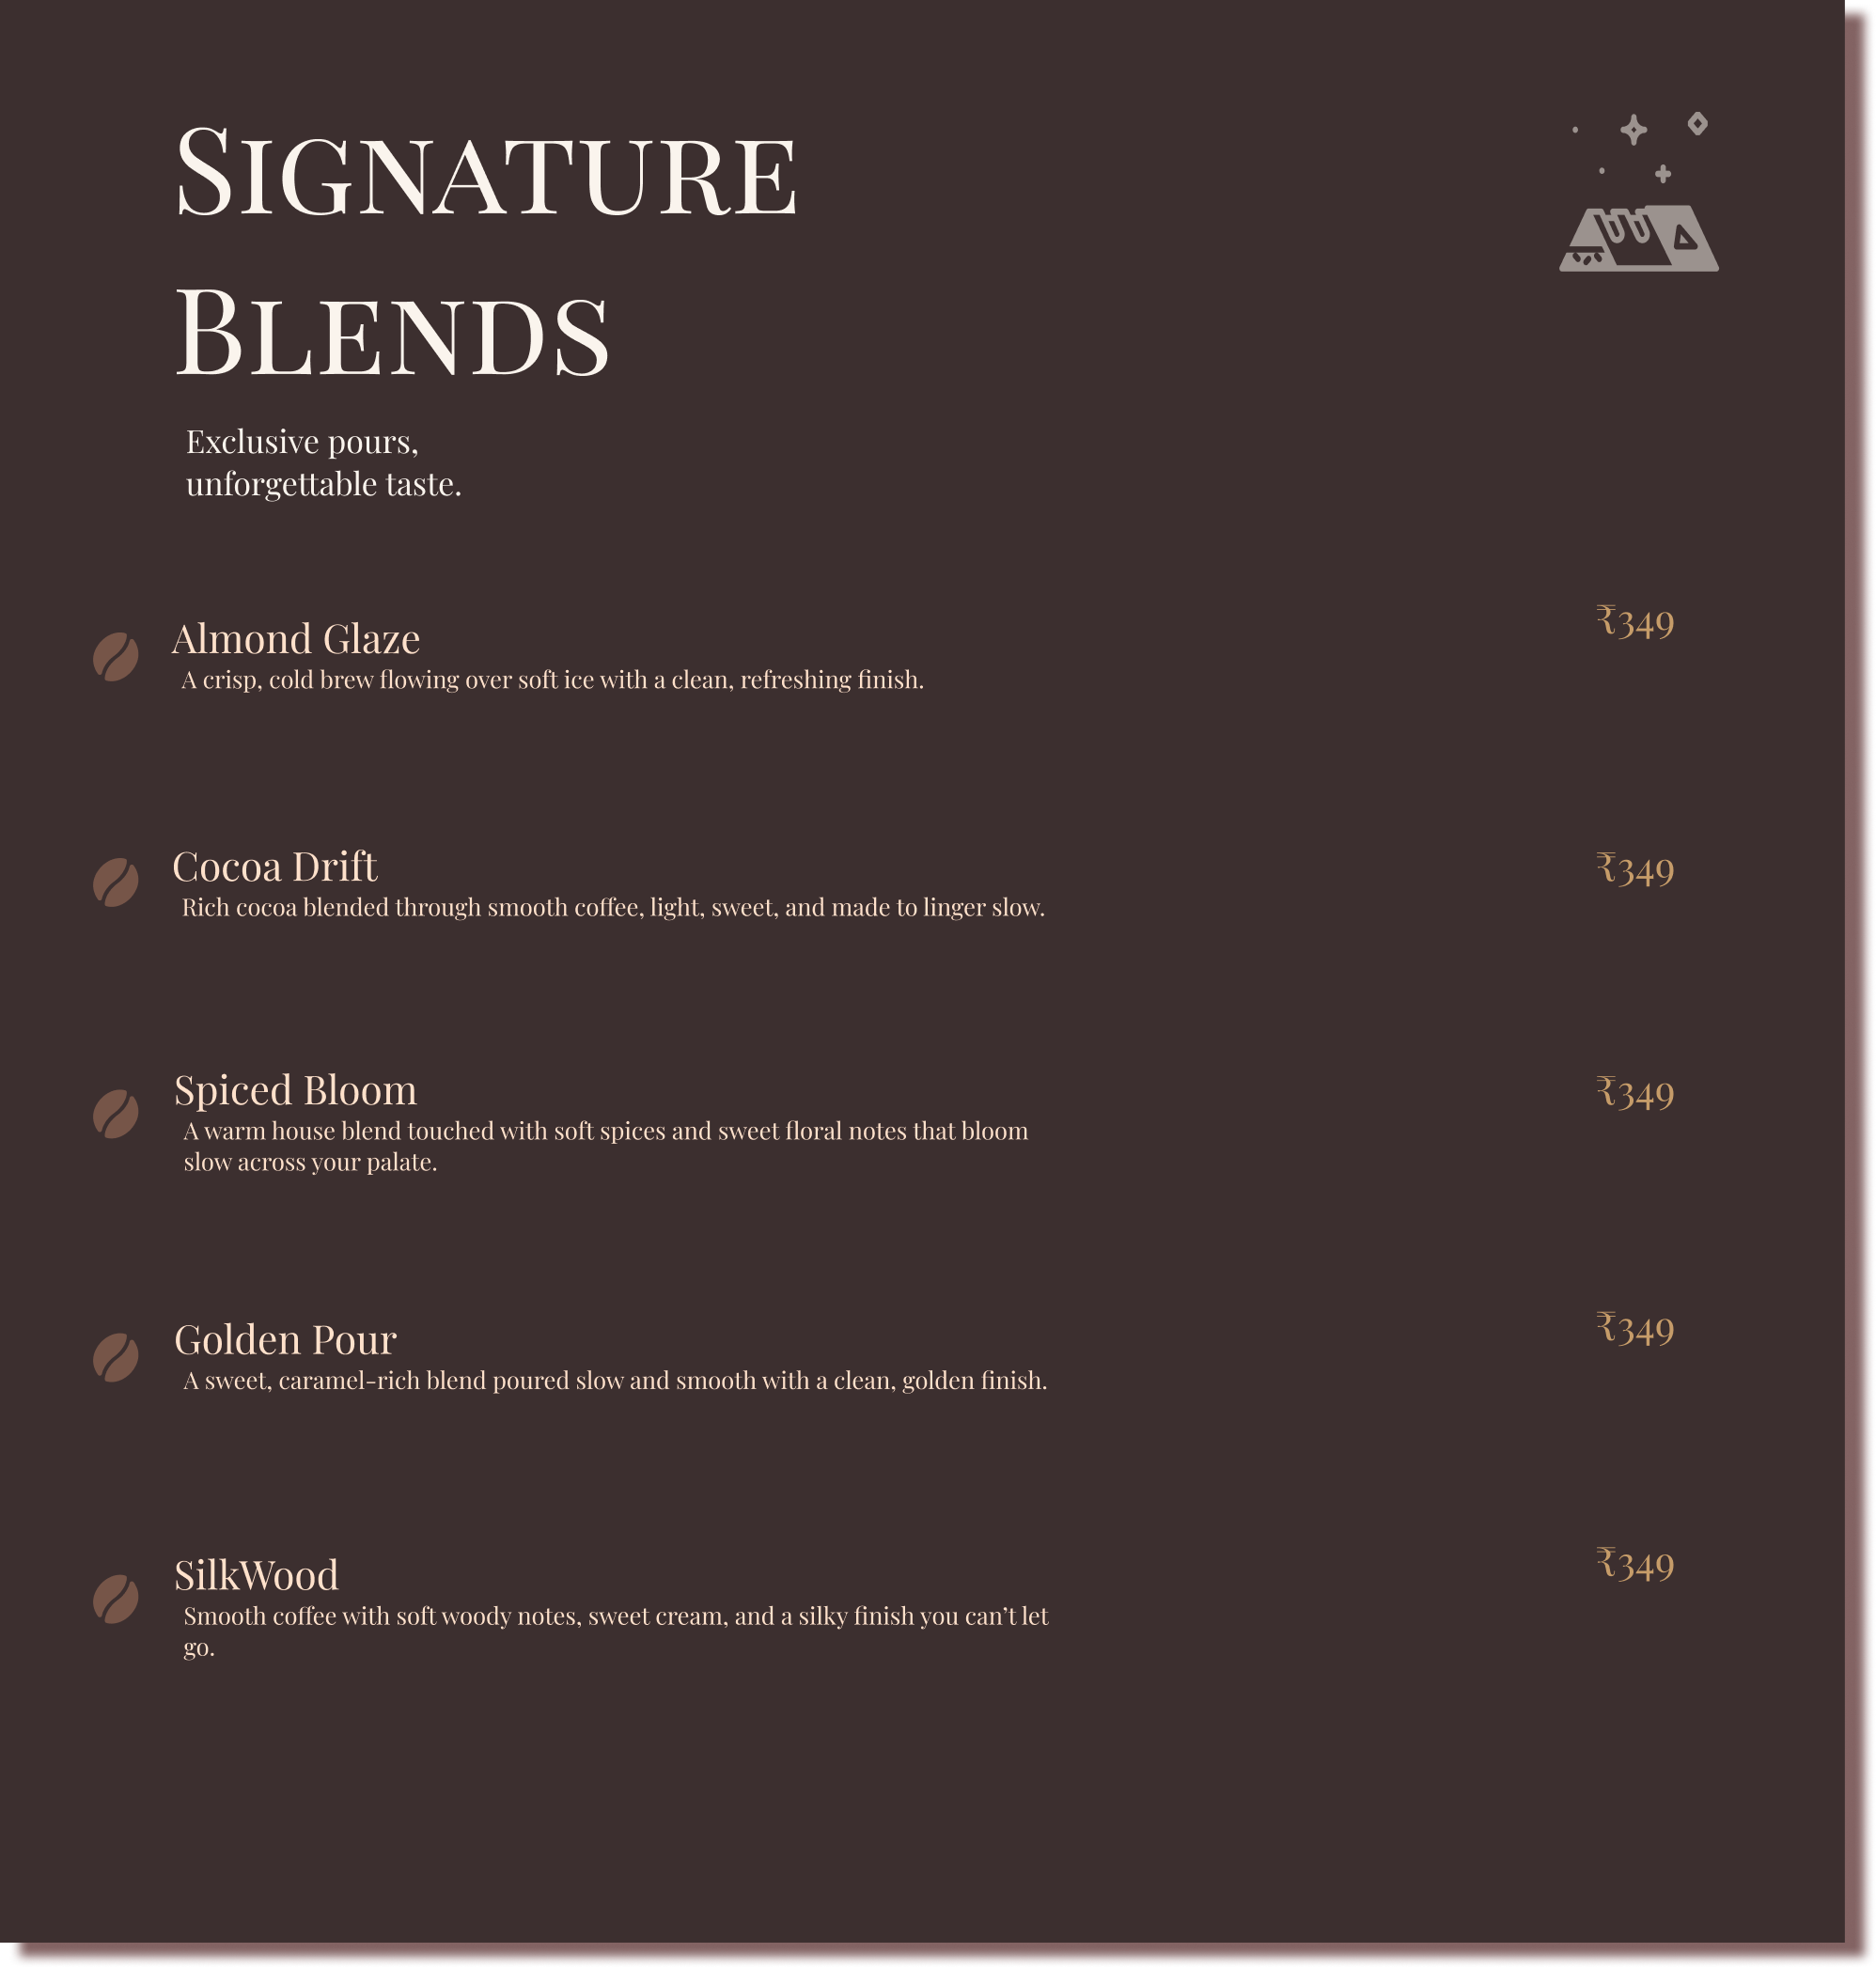 Signature
Blends
Exclusive pours,
unforgettable taste.
Almond Glaze
₹349
A crisp, cold brew flowing over soft ice with a clean, refreshing finish.
Cocoa Drift
₹349
Rich cocoa blended through smooth coffee, light, sweet, and made to linger slow.
Spiced Bloom
₹349
A warm house blend touched with soft spices and sweet floral notes that bloom
slow across your palate.
Golden Pour
₹349
A sweet, caramel-rich blend poured slow and smooth with a clean, golden finish.
SilkWood
₹349
Smooth coffee with soft woody notes, sweet cream, and a silky finish you can’t let
go.